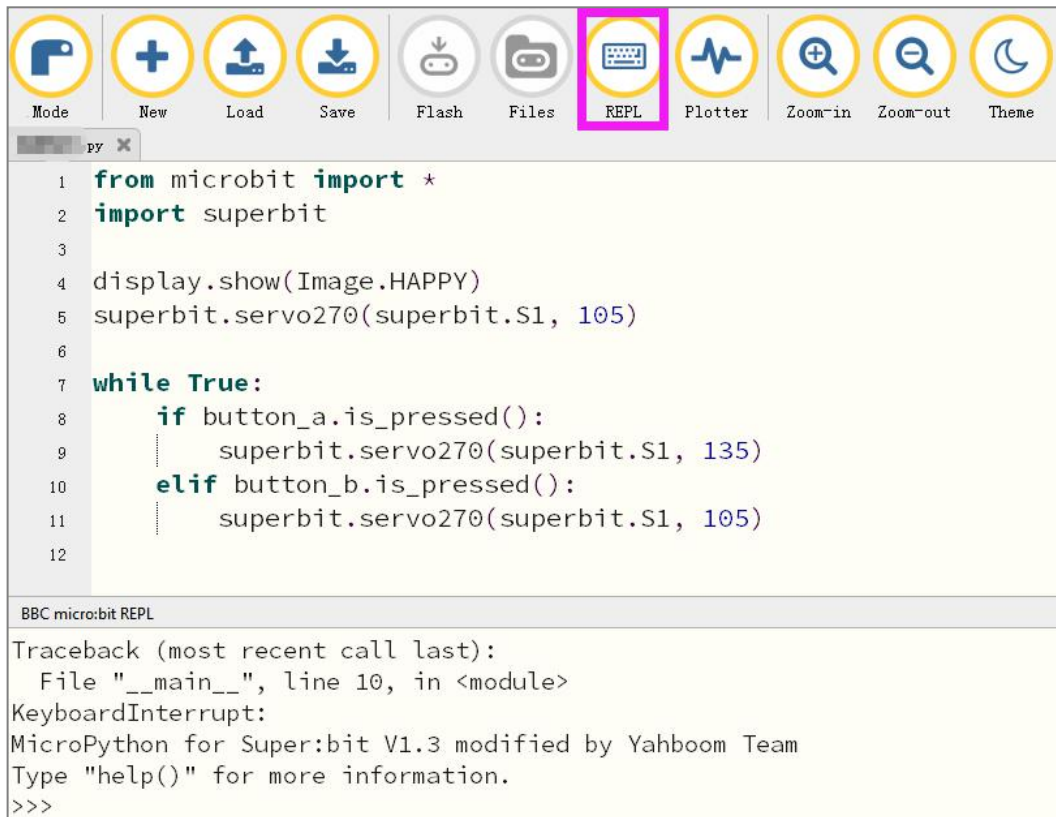 Mode New Load Save Flash Files REPL Plotter Zoom-in Zoom-out Theme
py ✖
1 from microbit import *
2 import superbit
3
4 display.show(Image.HAPPY)
5 superbit.servo270(superbit.S1, 105)
6
7 while True:
8     if button_a.is_pressed():
9         superbit.servo270(superbit.S1, 135)
10     elif button_b.is_pressed():
11         superbit.servo270(superbit.S1, 105)
12
BBC micro:bit REPL
Traceback (most recent call last):
  File "__main__", line 10, in <module>
KeyboardInterrupt:
MicroPython for Super:bit V1.3 modified by Yahboom Team
Type "help()" for more information.
>>>